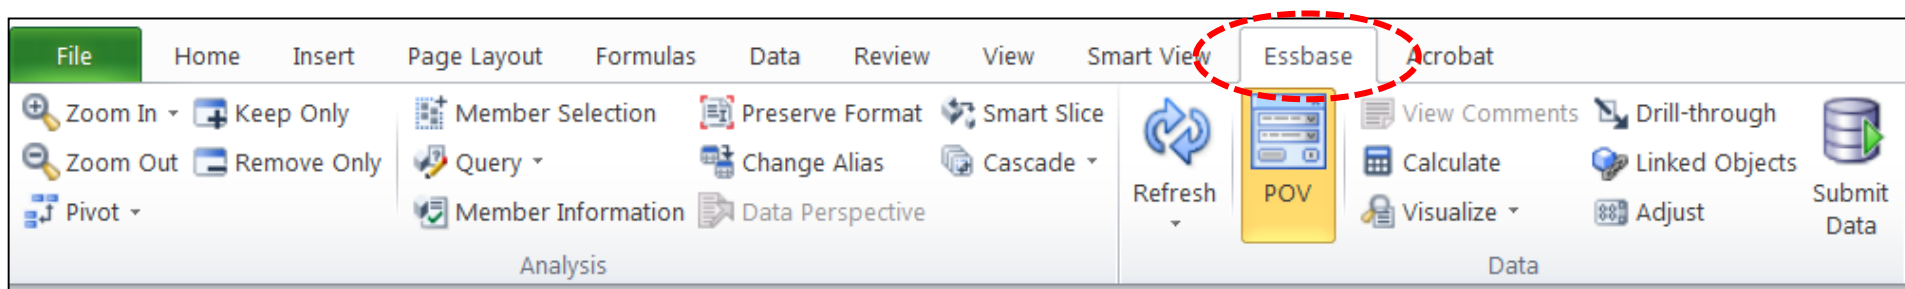 File Home Insert Page Layout Formulas Data Review View Smart View Essbase Acrobat
Zoom In Keep Only Member Selection Preserve Format Smart Slice View Comments Drill-through
Zoom Out Remove Only Query Change Alias Cascade Calculate Linked Objects
Pivot Member Information Data Perspective Refresh POV Visualize Adjust Submit
Data
Analysis Data